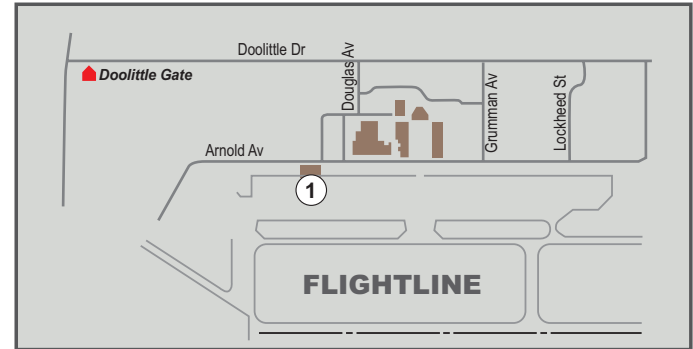 Doolittle Dr
Doolittle Gate
Douglas Av
Grumman Av
Lockheed St
Arnold Av
1
FLIGHTLINE